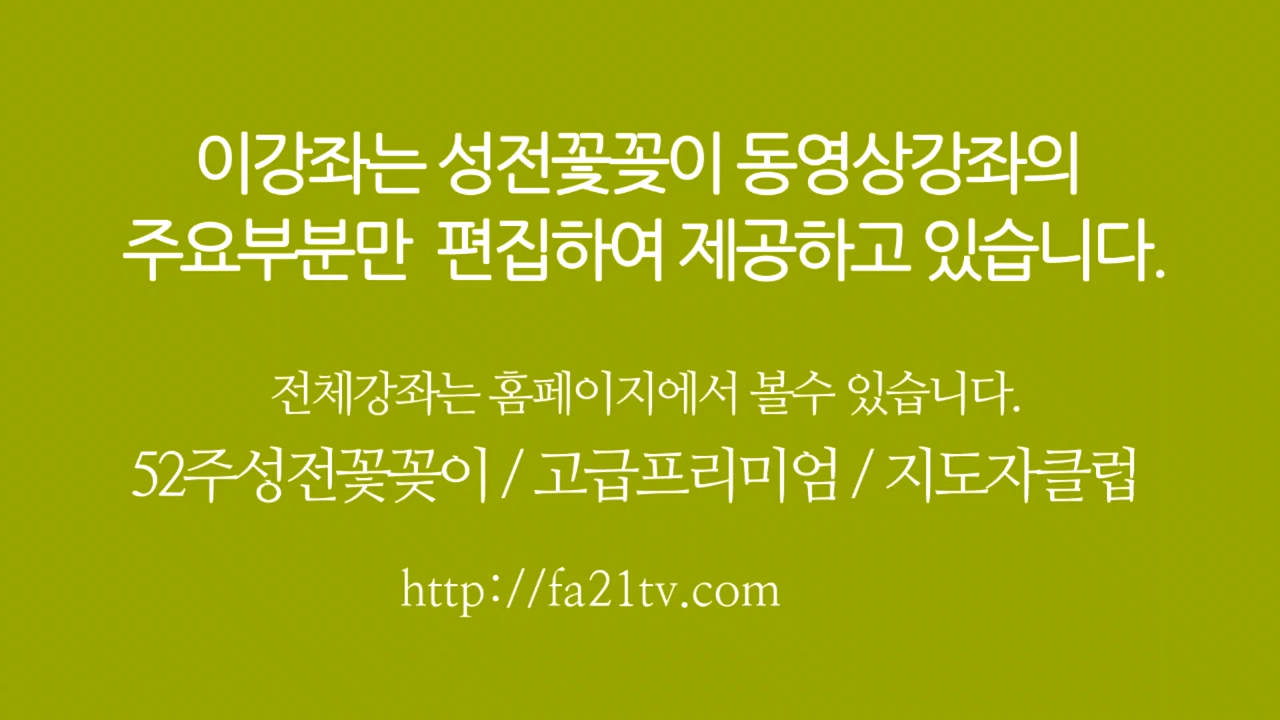 이강좌는 성전꽃꽂이 동영상강좌의
주요부분만 편집하여 제공하고 있습니다.
전체강좌는 홈페이지에서 볼수 있습니다.
52주성전꽃꽂이 / 고급프리미엄 / 지도자클럽
http://fa21tv.com